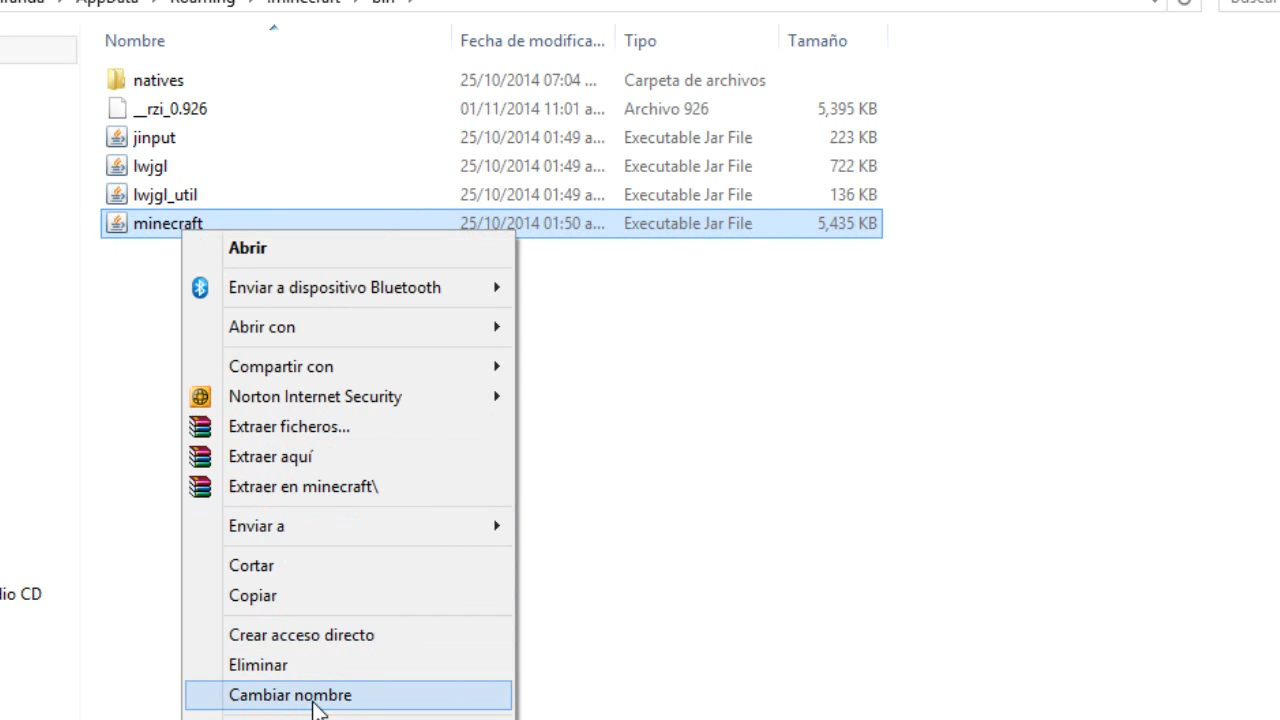 AppData Roaming .minecraft bin
Nombre Fecha de modifica... Tipo Tamaño
natives 25/10/2014 07:04 ... Carpeta de archivos
__rzi_0.926 01/11/2014 11:01 a... Archivo 926 5,395 KB
jinput 25/10/2014 01:49 a... Executable Jar File 223 KB
lwjgl 25/10/2014 01:49 a... Executable Jar File 722 KB
lwjgl_util 25/10/2014 01:49 a... Executable Jar File 136 KB
minecraft 25/10/2014 01:50 a... Executable Jar File 5,435 KB
Abrir
Enviar a dispositivo Bluetooth
Abrir con
Compartir con
Norton Internet Security
Extraer ficheros...
Extraer aquí
Extraer en minecraft\
Enviar a
Cortar
dio CD
Copiar
Crear acceso directo
Eliminar
Cambiar nombre